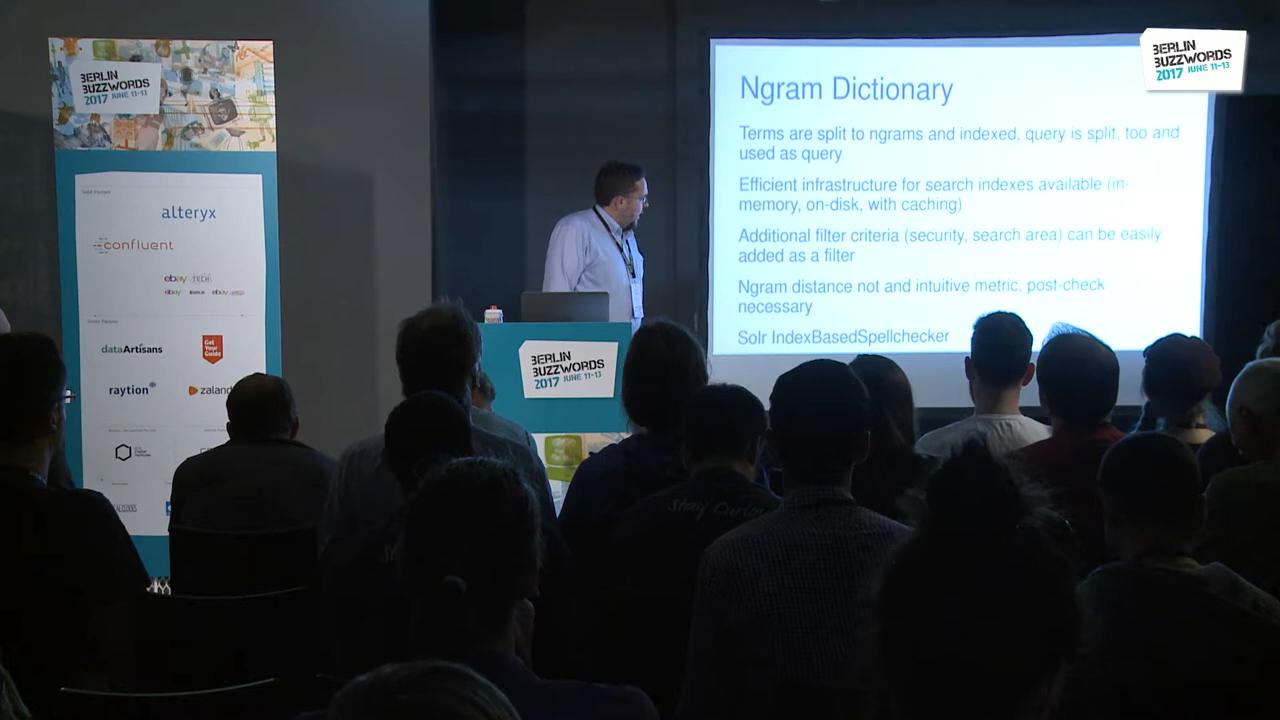 BERLIN
BUZZWORDS
2017 JUNE 11-13
alteryx
confluent
ebay TECH
ebay
ebay
dataArtisans
Get
Your
Guide
raytion
zaland
BERLIN
BUZZWORDS
2017 JUNE 11-13
Stay
Ngram Dictionary
Terms are split to ngrams and indexed, query is split, too and
used as query
Efficient infrastructure for search indexes available (in-
memory, on-disk, with caching)
Additional filter criteria (security, search area) can be easily
added as a filter
Ngram distance not and intuitive metric, post-check
necessary
Solr IndexBasedSpellchecker
BERLIN
BUZZWORDS
2017 JUNE 11-13